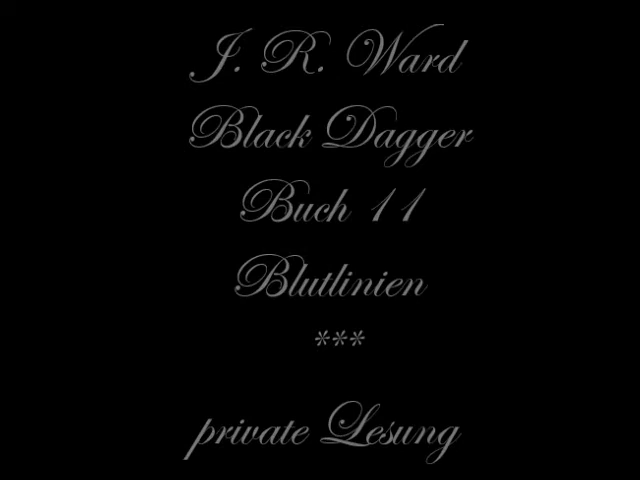 J. R. Ward
Black Dagger
Buch 11
Blutlinien
***
private Lesung